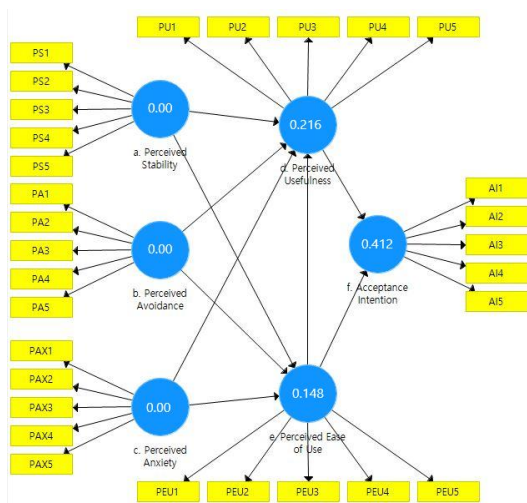 PU1
PU2
PU3
PU4
PU5
PS1
PS2
PS3
PS4
PS5
0.00
a. Perceived
Stability
0.216
d. Perceived
Usefulness
PA1
PA2
PA3
PA4
PA5
0.00
b. Perceived
Avoidance
0.412
f. Acceptance
Intention
AI1
AI2
AI3
AI4
AI5
PAX1
PAX2
PAX3
PAX4
PAX5
0.00
c. Perceived
Anxiety
0.148
e. Perceived Ease
of Use
PEU1
PEU2
PEU3
PEU4
PEU5